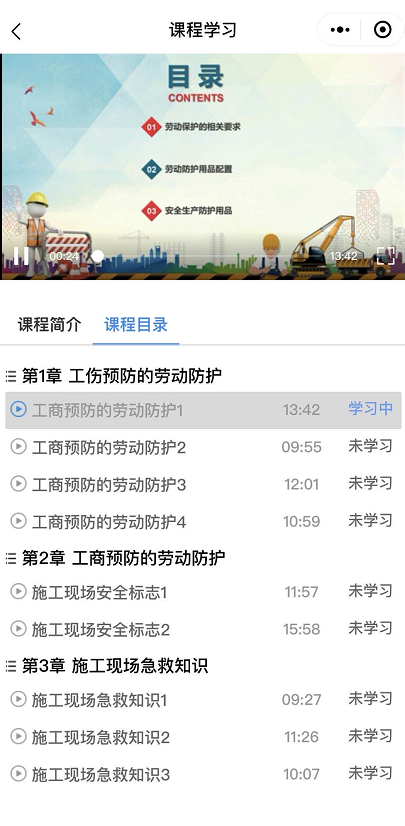 课程学习
目录
CONTENTS
01 劳动保护的相关要求
02 劳动防护用品配置
03 安全生产防护用品
00:24 13:42
课程简介 课程目录
第1章 工伤预防的劳动防护
工商预防的劳动防护1 13:42 学习中
工商预防的劳动防护2 09:55 未学习
工商预防的劳动防护3 12:01 未学习
工商预防的劳动防护4 10:59 未学习
第2章 工商预防的劳动防护
施工现场安全标志1 11:57 未学习
施工现场安全标志2 15:58 未学习
第3章 施工现场急救知识
施工现场急救知识1 09:27 未学习
施工现场急救知识2 11:26 未学习
施工现场急救知识3 10:07 未学习